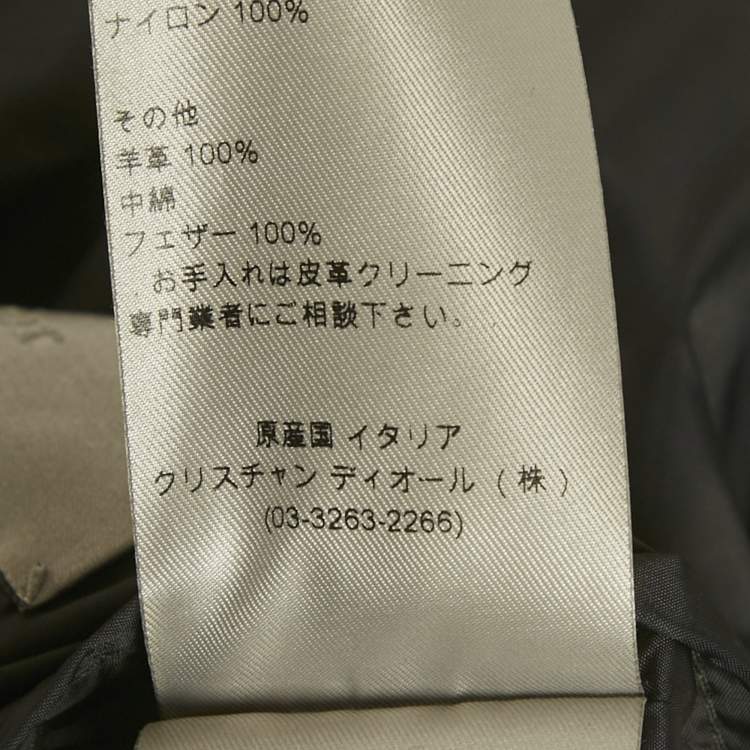 ナイロン 100%
その他
羊革 100%
中綿
フェザー 100%
.お手入れは皮革クリーニング
専門業者にご相談下さい。
原産国 イタリア
クリスチャン ディオール (株)
(03-3263-2266)